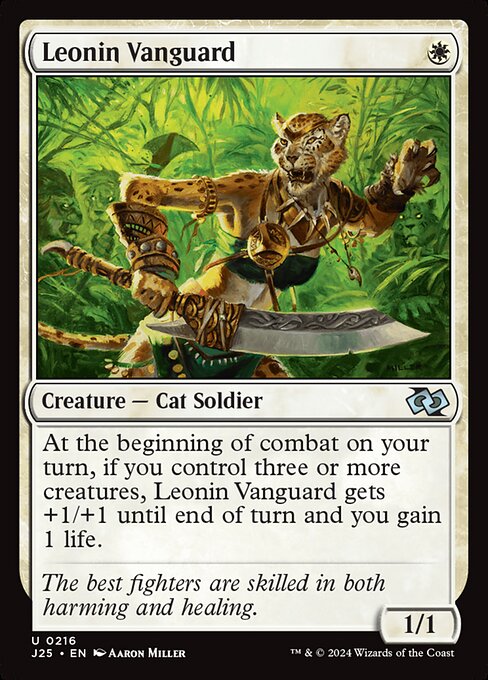 Leonin Vanguard
MILLER
Creature — Cat Soldier
At the beginning of combat on your
turn, if you control three or more
creatures, Leonin Vanguard gets
+1/+1 until end of turn and you gain
1 life.
The best fighters are skilled in both
harming and healing.
1/1
U 0216
J25 • EN Aaron Miller
™ & © 2024 Wizards of the Coast